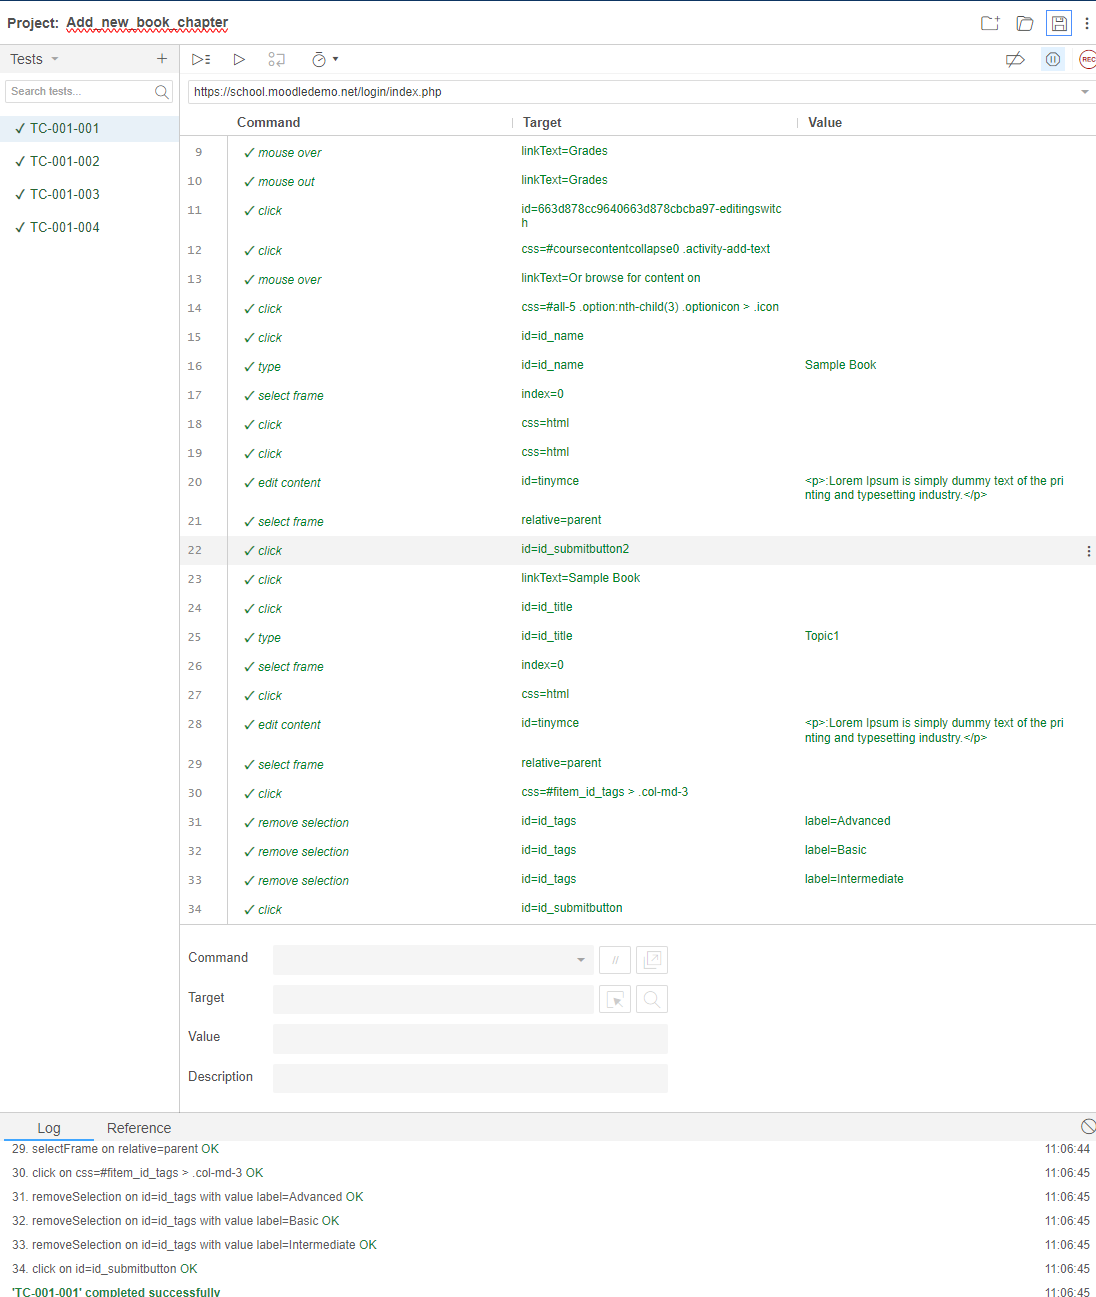 Project: Add_new_book_chapter
Tests +
Search tests...
✓ TC-001-001
✓ TC-001-002
✓ TC-001-003
✓ TC-001-004
REC
https://school.moodledemo.net/login/index.php
Command Target Value
9 ✓ mouse over linkText=Grades
10 ✓ mouse out linkText=Grades
11 ✓ click id=663d878cc9640663d878cbcba97-editingswitc
h
12 ✓ click css=#coursecontentcollapse0 .activity-add-text
13 ✓ mouse over linkText=Or browse for content on
14 ✓ click css=#all-5 .option:nth-child(3) .optionicon > .icon
15 ✓ click id=id_name
16 ✓ type id=id_name Sample Book
17 ✓ select frame index=0
18 ✓ click css=html
19 ✓ click css=html
20 ✓ edit content id=tinymce <p>:Lorem Ipsum is simply dummy text of the pri
nting and typesetting industry.</p>
21 ✓ select frame relative=parent
22 ✓ click id=id_submitbutton2
23 ✓ click linkText=Sample Book
24 ✓ click id=id_title
25 ✓ type id=id_title Topic1
26 ✓ select frame index=0
27 ✓ click css=html
28 ✓ edit content id=tinymce <p>:Lorem Ipsum is simply dummy text of the pri
nting and typesetting industry.</p>
29 ✓ select frame relative=parent
30 ✓ click css=#fitem_id_tags > .col-md-3
31 ✓ remove selection id=id_tags label=Advanced
32 ✓ remove selection id=id_tags label=Basic
33 ✓ remove selection id=id_tags label=Intermediate
34 ✓ click id=id_submitbutton
Command //
Target
Value
Description
Log Reference
29. selectFrame on relative=parent OK 11:06:44
30. click on css=#fitem_id_tags > .col-md-3 OK 11:06:45
31. removeSelection on id=id_tags with value label=Advanced OK 11:06:45
32. removeSelection on id=id_tags with value label=Basic OK 11:06:45
33. removeSelection on id=id_tags with value label=Intermediate OK 11:06:45
34. click on id=id_submitbutton OK 11:06:45
'TC-001-001' completed successfully 11:06:45